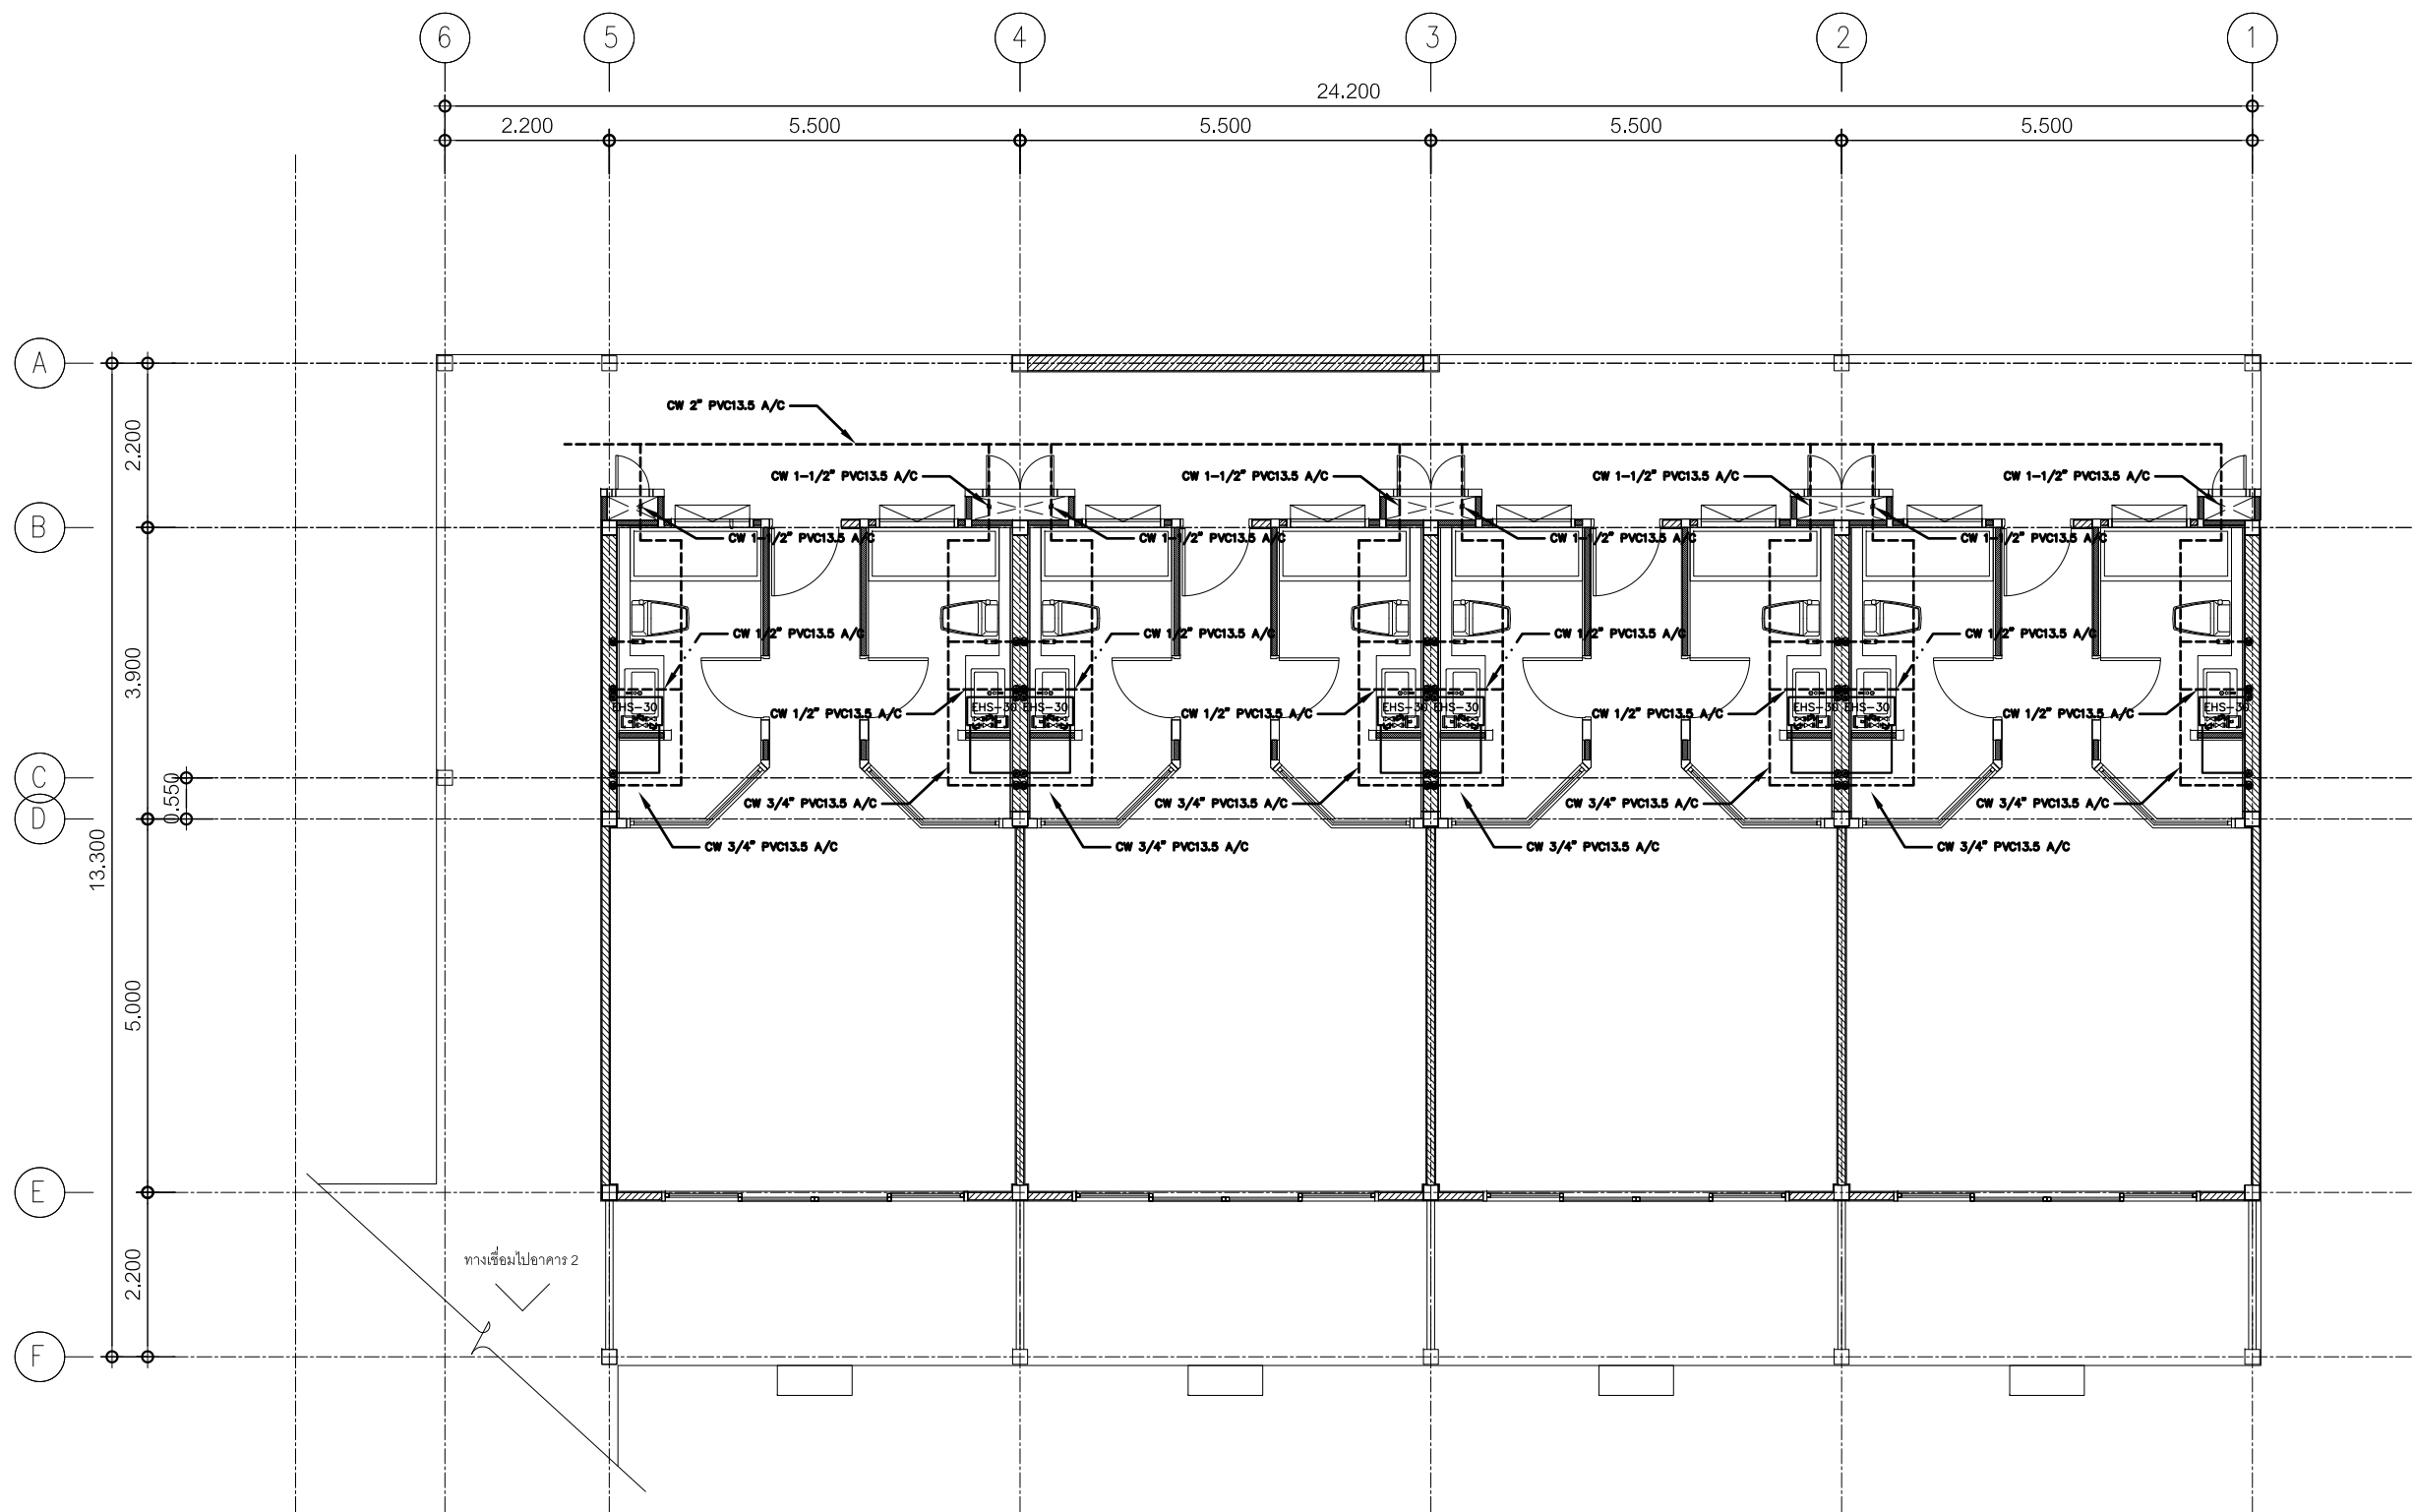 6 5 4 3 2 1
24.200
2.200 5.500 5.500 5.500 5.500
A
CW 2" PVC13.5 A/C
2.200
CW 1-1/2" PVC13.5 A/C CW 1-1/2" PVC13.5 A/C CW 1-1/2" PVC13.5 A/C CW 1-1/2" PVC13.5 A/C
B
CW 1-1/2" PVC13.5 A/C CW 1-1/2" PVC13.5 A/C CW 1-1/2" PVC13.5 A/C CW 1-1/2" PVC13.5 A/C
CW 1/2" PVC13.5 A/C CW 1/2" PVC13.5 A/C CW 1/2" PVC13.5 A/C CW 1/2" PVC13.5 A/C
3.900
EHS-30 EHS-30 EHS-30 EHS-30 EHS-30 EHS-30 EHS-30 EHS-30
CW 1/2" PVC13.5 A/C CW 1/2" PVC13.5 A/C CW 1/2" PVC13.5 A/C CW 1/2" PVC13.5 A/C
C
0.550
CW 3/4" PVC13.5 A/C CW 3/4" PVC13.5 A/C CW 3/4" PVC13.5 A/C CW 3/4" PVC13.5 A/C
D
CW 3/4" PVC13.5 A/C CW 3/4" PVC13.5 A/C CW 3/4" PVC13.5 A/C CW 3/4" PVC13.5 A/C
13.300
5.000
E
ทางเชื่อมไปอาคาร 2
2.200
F